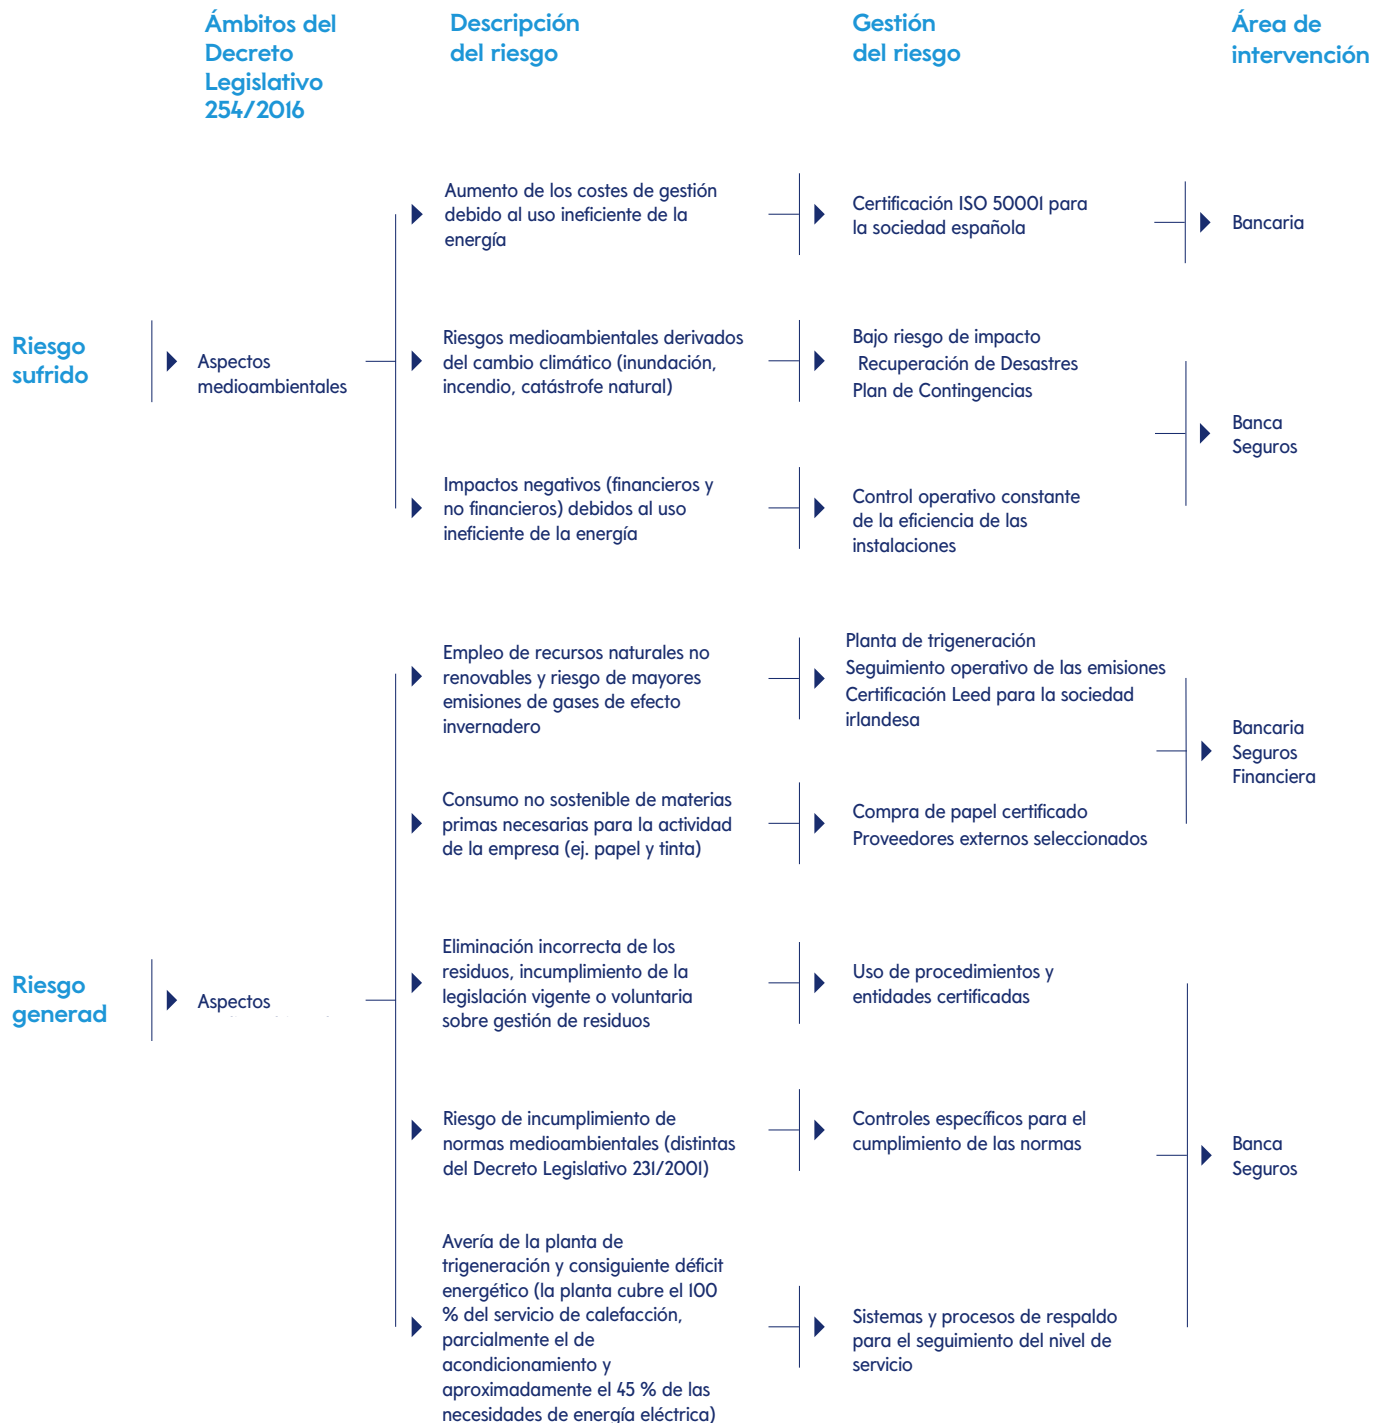 Ámbitos del
Decreto
Legislativo
254/2016
Descripción
del riesgo
Gestión
del riesgo
Área de
intervención
Riesgo
sufrido
Aspectos
medioambientales
Aumento de los costes de gestión
debido al uso ineficiente de la
energía
Certificación ISO 50001 para
la sociedad española
Bancaria
Riesgos medioambientales derivados
del cambio climático (inundación,
incendio, catástrofe natural)
Bajo riesgo de impacto
Recuperación de Desastres
Plan de Contingencias
Impactos negativos (financieros y
no financieros) debidos al uso
ineficiente de la energía
Control operativo constante
de la eficiencia de las
instalaciones
Banca
Seguros
Riesgo
generad
Aspectos
Empleo de recursos naturales no
renovables y riesgo de mayores
emisiones de gases de efecto
invernadero
Planta de trigeneración
Seguimiento operativo de las emisiones
Certificación Leed para la sociedad
irlandesa
Consumo no sostenible de materias
primas necesarias para la actividad
de la empresa (ej. papel y tinta)
Compra de papel certificado
Proveedores externos seleccionados
Bancaria
Seguros
Financiera
Eliminación incorrecta de los
residuos, incumplimiento de la
legislación vigente o voluntaria
sobre gestión de residuos
Uso de procedimientos y
entidades certificadas
Riesgo de incumplimiento de
normas medioambientales (distintas
del Decreto Legislativo 231/2001)
Controles específicos para el
cumplimiento de las normas
Avería de la planta de
trigeneración y consiguiente déficit
energético (la planta cubre el 100
% del servicio de calefacción,
parcialmente el de
acondicionamiento y
aproximadamente el 45 % de las
necesidades de energía eléctrica)
Sistemas y procesos de respaldo
para el seguimiento del nivel de
servicio
Banca
Seguros